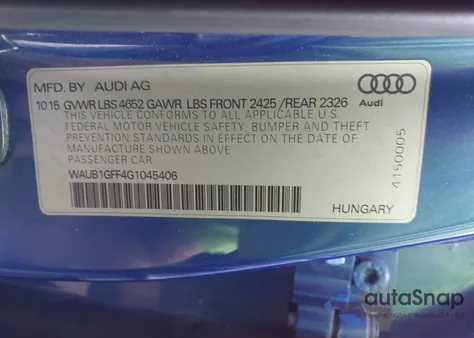 MFD. BY AUDI AG
10 15 GVWR LBS 4652 GAWR LBS FRONT 2425 /REAR 2326
Audi
THIS VEHICLE CONFORMS TO ALL APPLICABLE U.S.
FEDERAL MOTOR VEHICLE SAFETY, BUMPER AND THEFT
PREVENTION STANDARDS IN EFFECT ON THE DATE OF
MANUFACTURE SHOWN ABOVE
PASSENGER CAR
WAUB1GFF4G1045406
4150005
HUNGARY
autoSnap